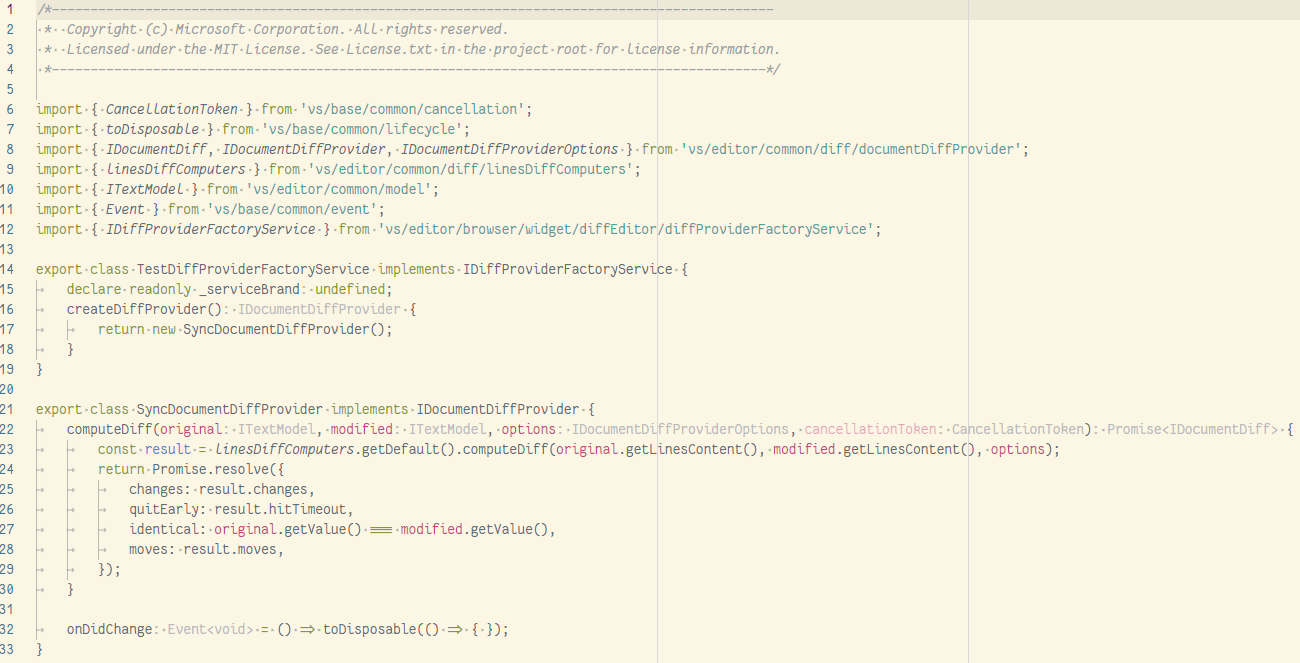 1 /*---------------------------------------------------------------------------------------------
2  *  Copyright (c) Microsoft Corporation. All rights reserved.
3  *  Licensed under the MIT License. See License.txt in the project root for license information.
4  *--------------------------------------------------------------------------------------------*/
5
6 import { CancellationToken } from 'vs/base/common/cancellation';
7 import { toDisposable } from 'vs/base/common/lifecycle';
8 import { IDocumentDiff, IDocumentDiffProvider, IDocumentDiffProviderOptions } from 'vs/editor/common/diff/documentDiffProvider';
9 import { linesDiffComputers } from 'vs/editor/common/diff/linesDiffComputers';
10 import { ITextModel } from 'vs/editor/common/model';
11 import { Event } from 'vs/base/common/event';
12 import { IDiffProviderFactoryService } from 'vs/editor/browser/widget/diffEditor/diffProviderFactoryService';
13
14 export class TestDiffProviderFactoryService implements IDiffProviderFactoryService {
15 	declare readonly _serviceBrand: undefined;
16 	createDiffProvider(): IDocumentDiffProvider {
17 		return new SyncDocumentDiffProvider();
18 	}
19 }
20
21 export class SyncDocumentDiffProvider implements IDocumentDiffProvider {
22 	computeDiff(original: ITextModel, modified: ITextModel, options: IDocumentDiffProviderOptions, cancellationToken: CancellationToken): Promise<IDocumentDiff> {
23 		const result = linesDiffComputers.getDefault().computeDiff(original.getLinesContent(), modified.getLinesContent(), options);
24 		return Promise.resolve({
25 			changes: result.changes,
26 			quitEarly: result.hitTimeout,
27 			identical: original.getValue() === modified.getValue(),
28 			moves: result.moves,
29 		});
30 	}
31
32 	onDidChange: Event<void> = () => toDisposable(() => { });
33 }